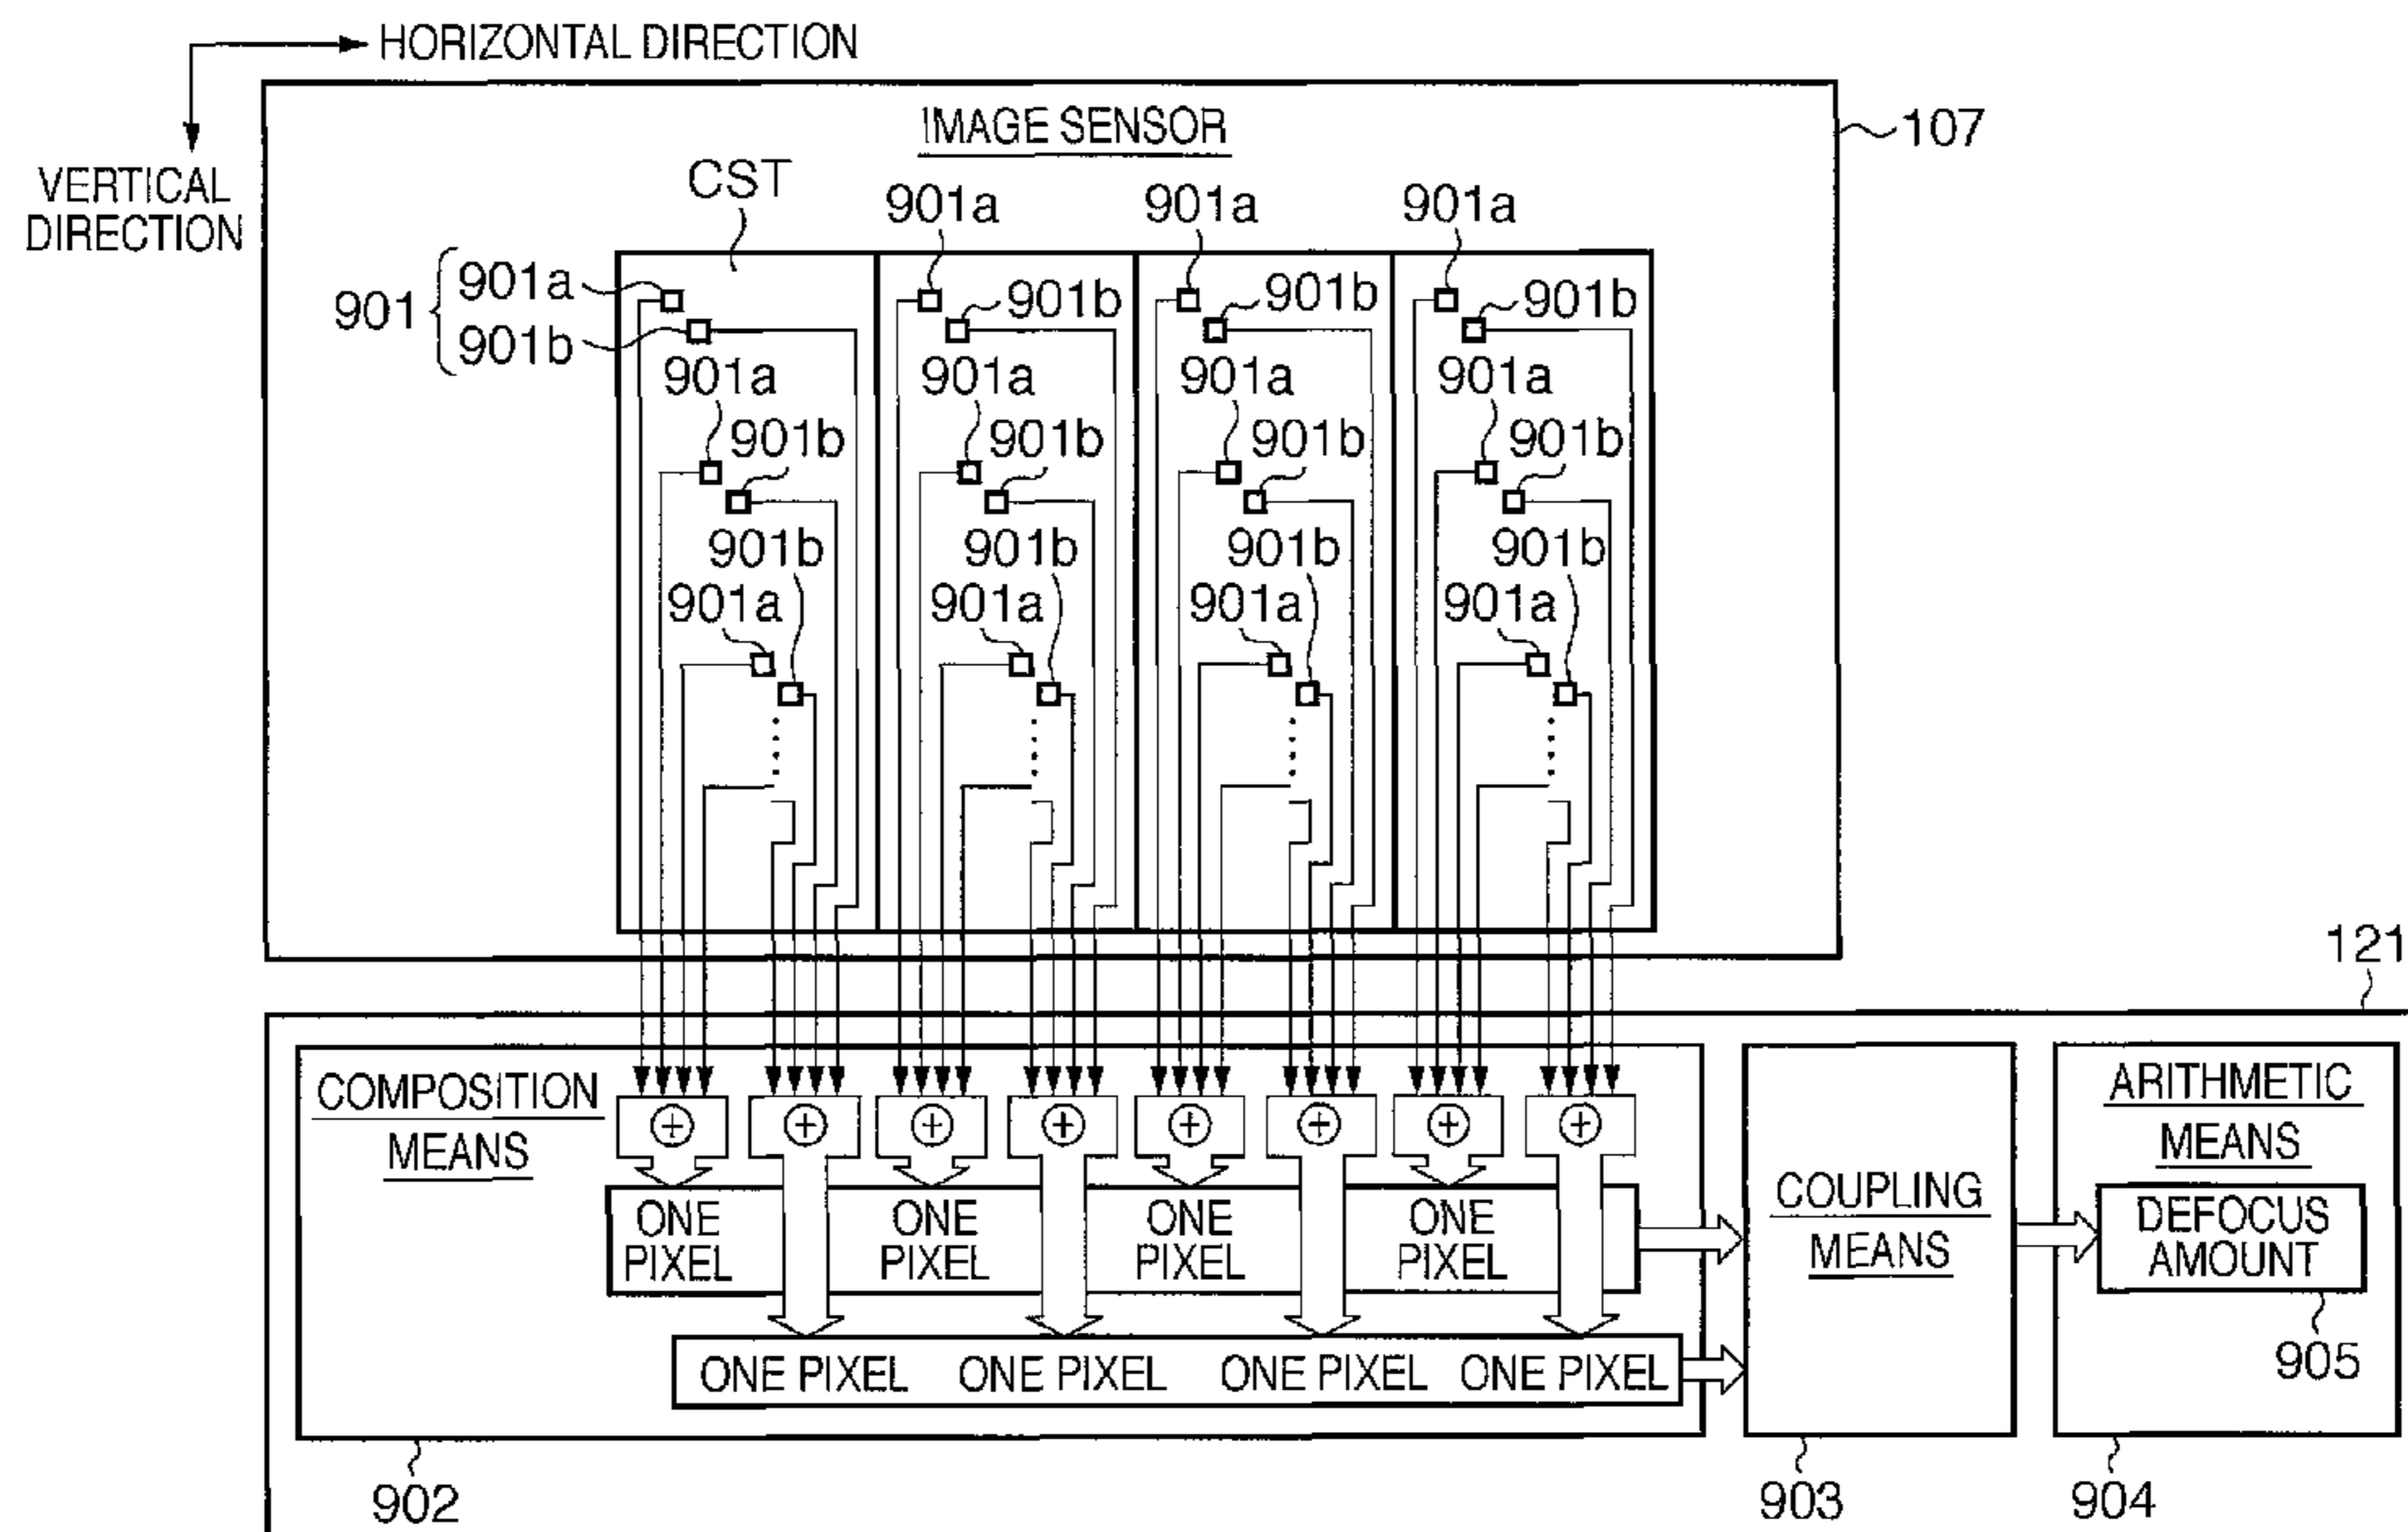 HORIZONTAL DIRECTION
VERTICAL
DIRECTION
IMAGE SENSOR
107
CST
901a 901a 901a
901 901a 901b 901b 901b
901b
901a 901a 901a 901a
901b 901b 901b 901b
901b 901b 901b 901b
901a 901a 901a 901a
121
COMPOSITION
MEANS
+ + + + + + + +
ONE
PIXEL
ONE
PIXEL
ONE
PIXEL
ONE
PIXEL
ONE PIXEL ONE PIXEL ONE PIXEL ONE PIXEL
COUPLING
MEANS
ARITHMETIC
MEANS
DEFOCUS
AMOUNT
905
902 903 904